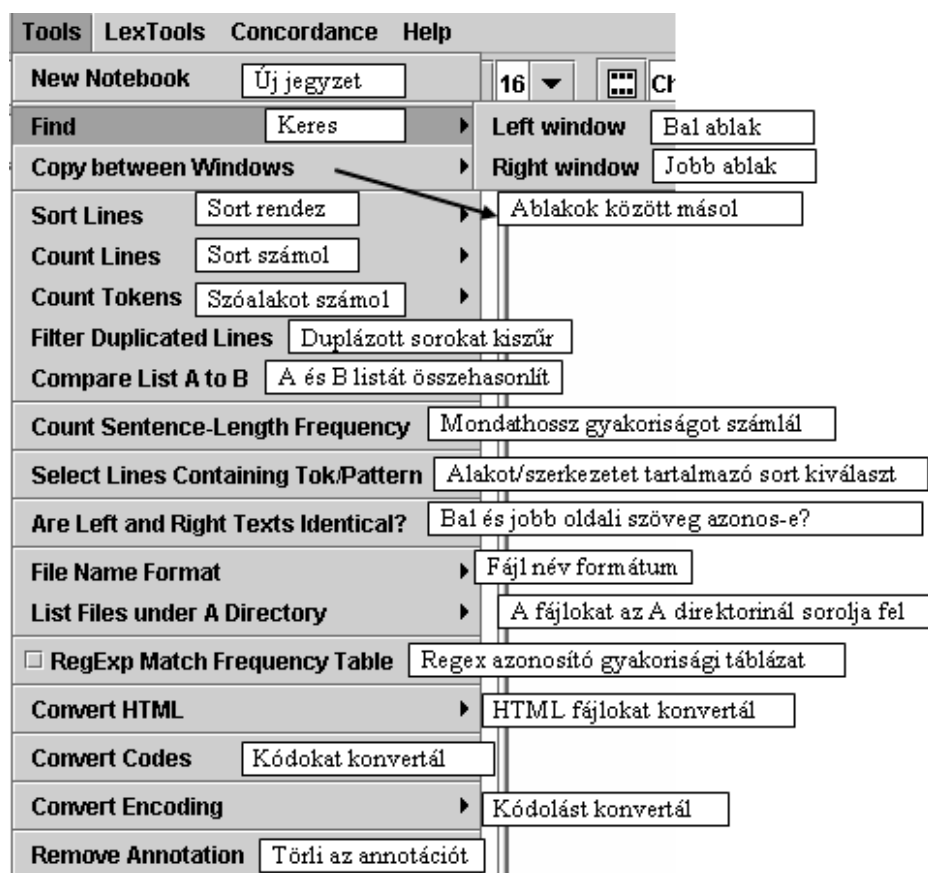 Tools LexTools Concordance Help
New Notebook Új jegyzet 16 Ch
Find Keres Left window Bal ablak
Copy between Windows Right window Jobb ablak
Sort Lines Sort rendez Ablakok között másol
Count Lines Sort számol
Count Tokens Szóalakot számol
Filter Duplicated Lines Duplázott sorokat kiszűr
Compare List A to B A és B listát összehasonlít
Count Sentence-Length Frequency Mondathossz gyakoriságot számlál
Select Lines Containing Tok/Pattern Alakot/szerkezetet tartalmazó sort kiválaszt
Are Left and Right Texts Identical? Bal és jobb oldali szöveg azonos-e?
File Name Format Fájl név formátum
List Files under A Directory A fájlokat az A direktorinál sorolja fel
RegExp Match Frequency Table Regex azonosító gyakorisági táblázat
Convert HTML HTML fájlokat konvertál
Convert Codes Kódokat konvertál
Convert Encoding Kódolást konvertál
Remove Annotation Törli az annotációt